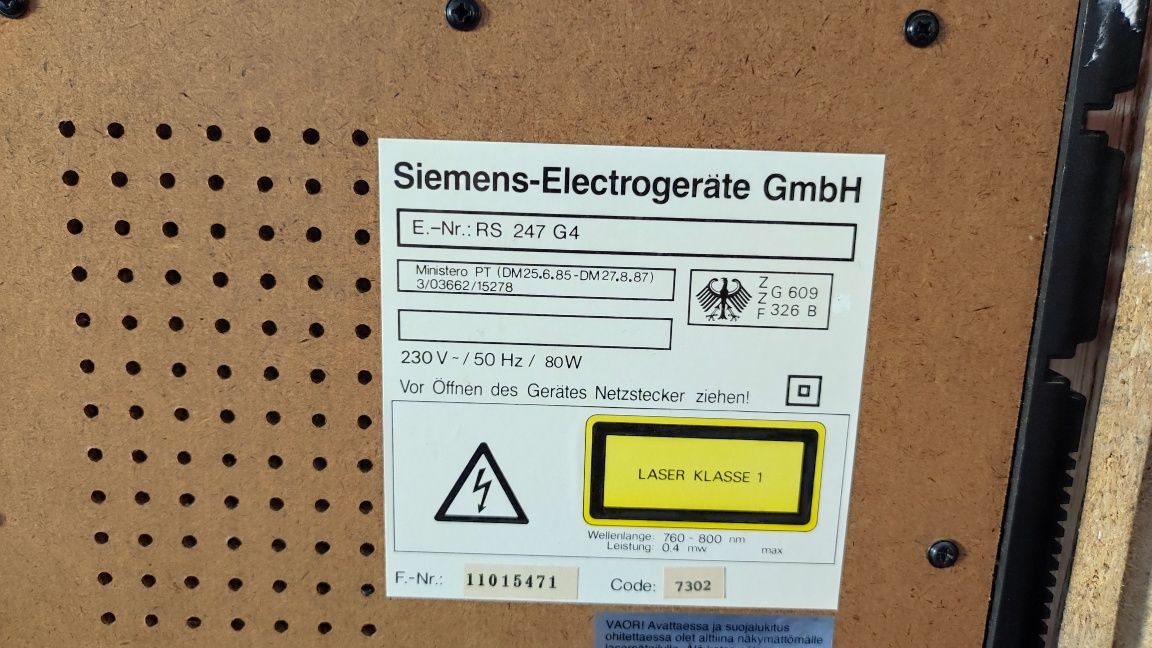 Siemens-Electrogeräte GmbH
E.-Nr.: RS 247 G4
Ministero PT (DM25.6.85-DM27.8.87)
3/03662/15278
Z
Z
F
G 609
326 B
230 V ~ / 50 Hz / 80W
Vor Öffnen des Gerätes Netzstecker ziehen!
LASER KLASSE 1
Wellenlange: 760 - 800 nm
Leistung: 0.4 mw max
F.-Nr.: 11015471 Code: 7302
VAORI Avattaessa ja suojalukitus
ohitettaessa olet alttiina näkymättömälle